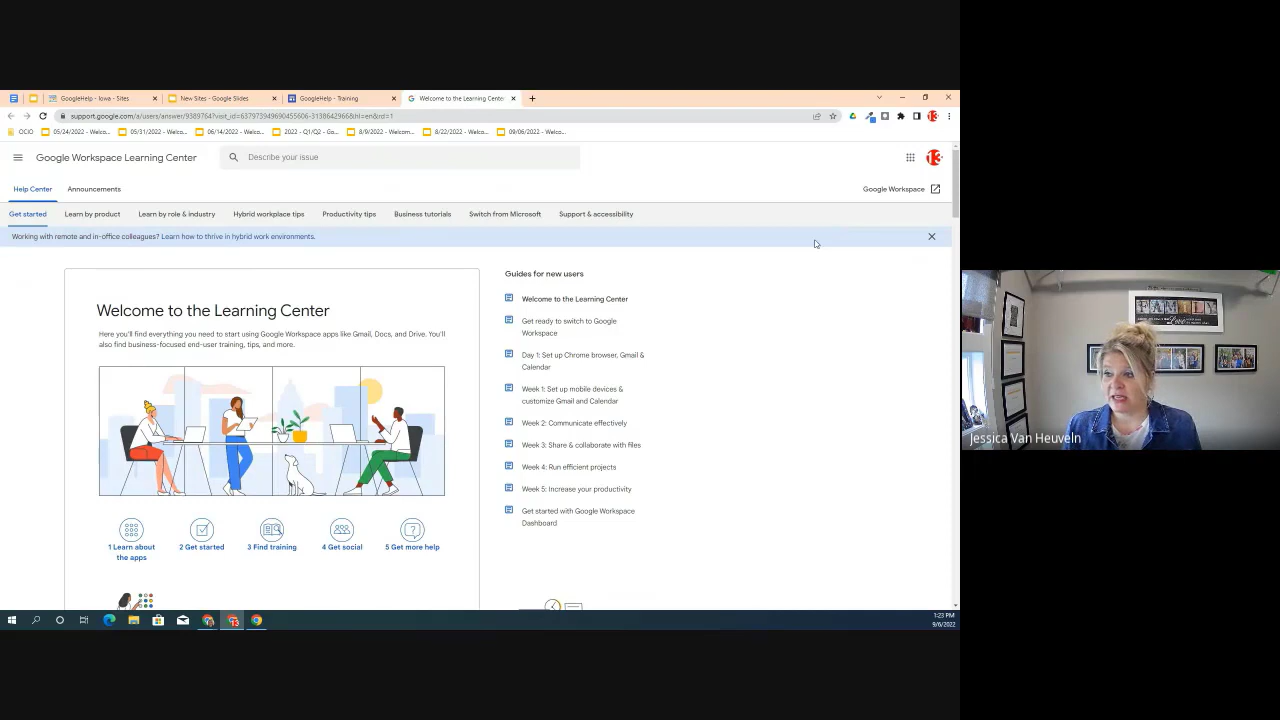 GoogleHelp - Iowa - Sites
New Sites - Google Slides
GoogleHelp - Training
Welcome to the Learning Cente
support.google.com/a/users/answer/9389764?visit_id=637973949690455606-3138642966&hl=en&rd=1
OCIO
05/24/2022 - Welco...
05/31/2022 - Welco...
06/14/2022 - Welco...
2022 - Q1/Q2 - Go...
8/9/2022 - Welcom...
8/22/2022 - Welco...
09/06/2022 - Welco...
Google Workspace Learning Center
Describe your issue
Help Center
Announcements
Google Workspace
Get started
Learn by product
Learn by role & industry
Hybrid workplace tips
Productivity tips
Business tutorials
Switch from Microsoft
Support & accessibility
Working with remote and in-office colleagues? Learn how to thrive in hybrid work environments.
Welcome to the Learning Center
Here you'll find everything you need to start using Google Workspace apps like Gmail, Docs, and Drive. You'll
also find business-focused end-user training, tips, and more.
1 Learn about
the apps
2 Get started
3 Find training
4 Get social
5 Get more help
Guides for new users
Welcome to the Learning Center
Get ready to switch to Google
Workspace
Day 1: Set up Chrome browser, Gmail &
Calendar
Week 1: Set up mobile devices &
customize Gmail and Calendar
Week 2: Communicate effectively
Week 3: Share & collaborate with files
Week 4: Run efficient projects
Week 5: Increase your productivity
Get started with Google Workspace
Dashboard
1:23 PM
9/6/2022
Jessica Van Heuveln